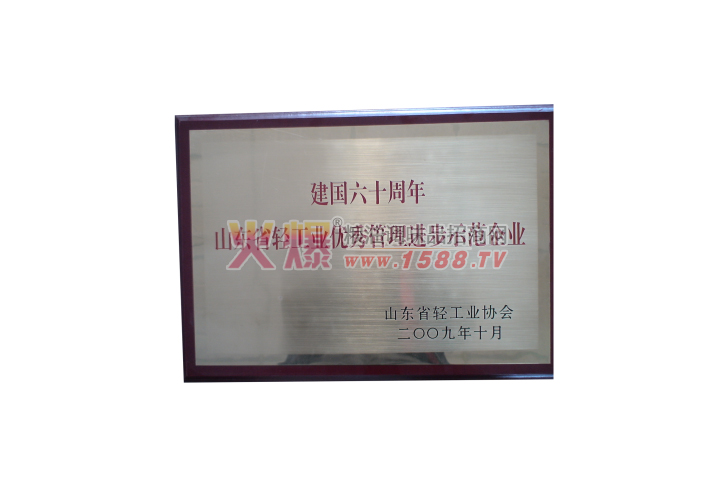 建国六十周年
山东省轻工业优秀管理进步示范企业
火爆®
www.1588.TV
山东省轻工业协会
二〇〇九年十月